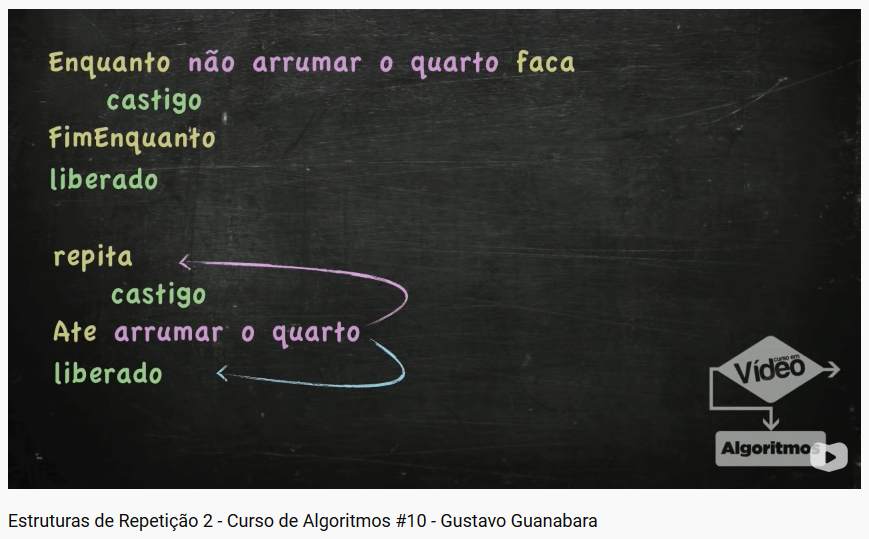 Enquanto não arrumar o quarto faca
castigo
FimEnquanto
liberado
repita
castigo
Ate arrumar o quarto
liberado
curso em
Vídeo
Algoritmos
Estruturas de Repetição 2 - Curso de Algoritmos #10 - Gustavo Guanabara